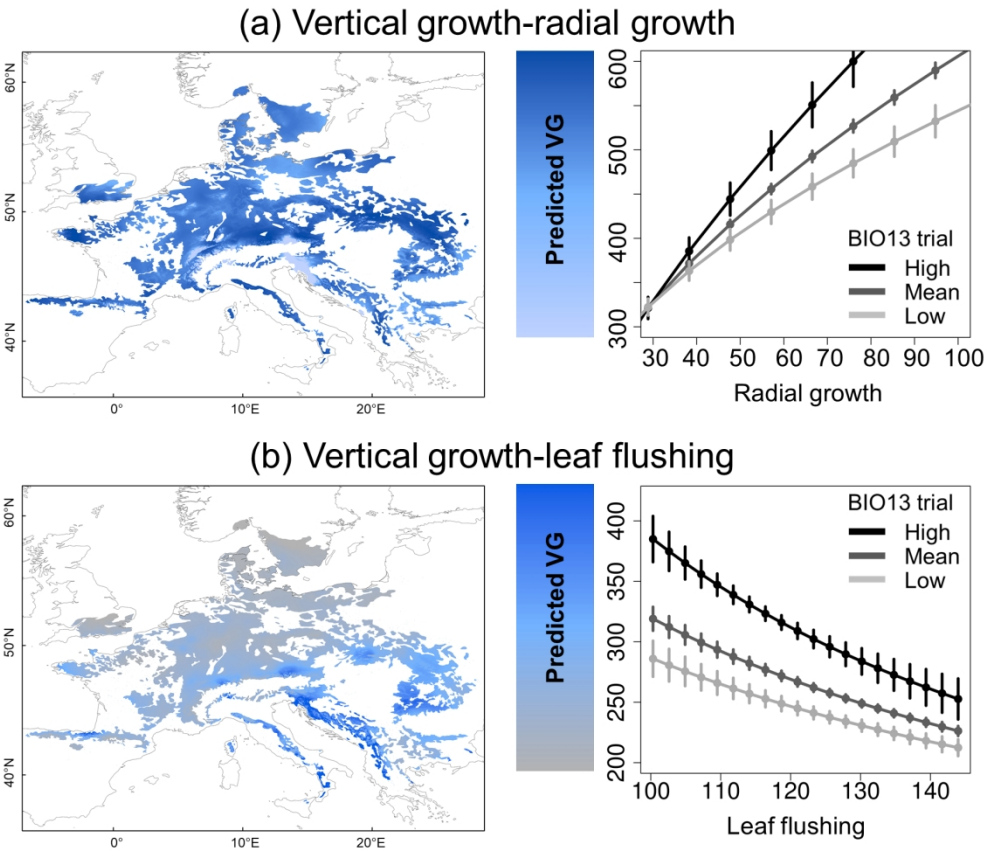 (a) Vertical growth-radial growth
60°N
50°N
40°N
0°
10°E
20°E
Predicted VG
600
500
400
300
BIO13 trial
High
Mean
Low
30 40 50 60 70 80 90 100
Radial growth
(b) Vertical growth-leaf flushing
60°N
50°N
40°N
0°
10°E
20°E
Predicted VG
400
350
300
250
200
BIO13 trial
High
Mean
Low
100 110 120 130 140
Leaf flushing